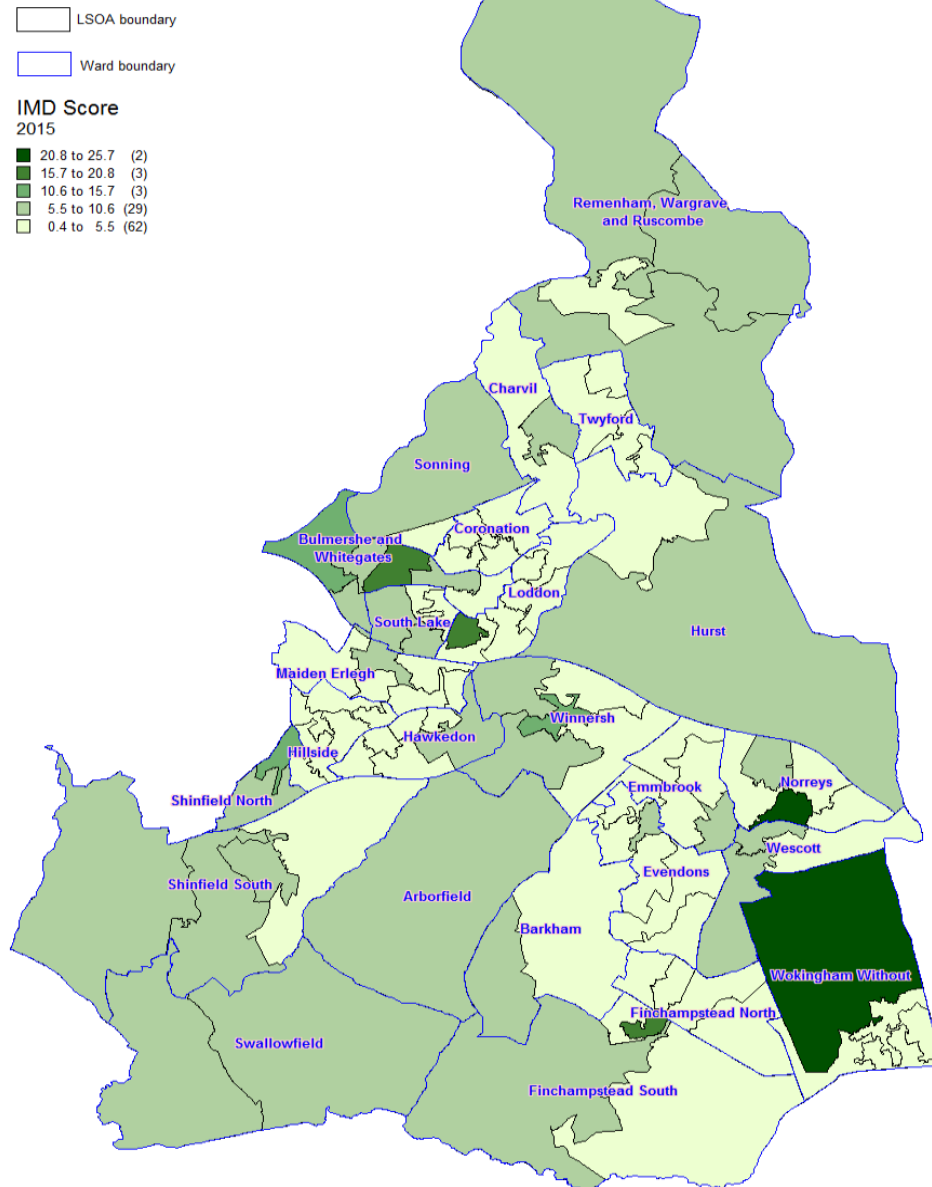 LSOA boundary
Ward boundary
IMD Score
2015
20.8 to 25.7 (2)
15.7 to 20.8 (3)
10.6 to 15.7 (3)
5.5 to 10.6 (29)
0.4 to 5.5 (62)
Remenham, Wargrave
and Ruscombe
Charvil
Twyford
Sonning
Coronation
Bulmershe and
Whitegates
Loddon
South Lake
Hurst
Maiden Erlegh
Winnersh
Hawkedon
Hillside
Norreys
Emmbrook
Shinfield North
Wescott
Evendons
Shinfield South
Arborfield
Barkham
Wokingham Without
Finchampstead North
Swallowfield
Finchampstead South